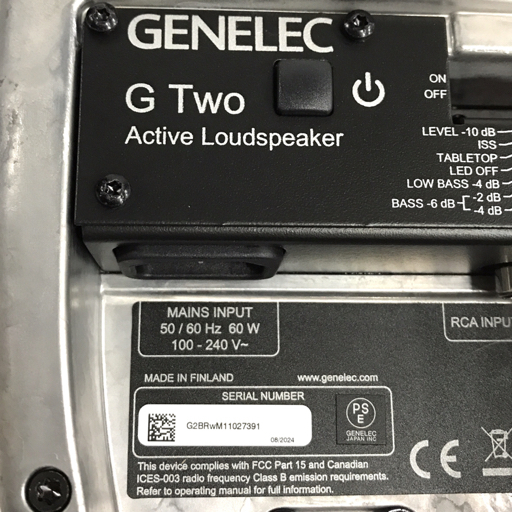 GENELEC
G Two
Active Loudspeaker
ON
OFF
LEVEL -10 dB
ISS
TABLETOP
LED OFF
LOW BASS -4 dB
-2 dB
BASS -6 dB
-4 dB
MAINS INPUT
50 / 60 Hz 60 W
100 - 240 V~
RCA INPU
MADE IN FINLAND
www.genelec.com
SERIAL NUMBER
G2BRwM11027391
08/2024
PS
E
GENELEC
JAPAN INC
CE
This device complies with FCC Part 15 and Canadian
ICES-003 radio frequency Class B emission requirements.
Refer to operating manual for full information.